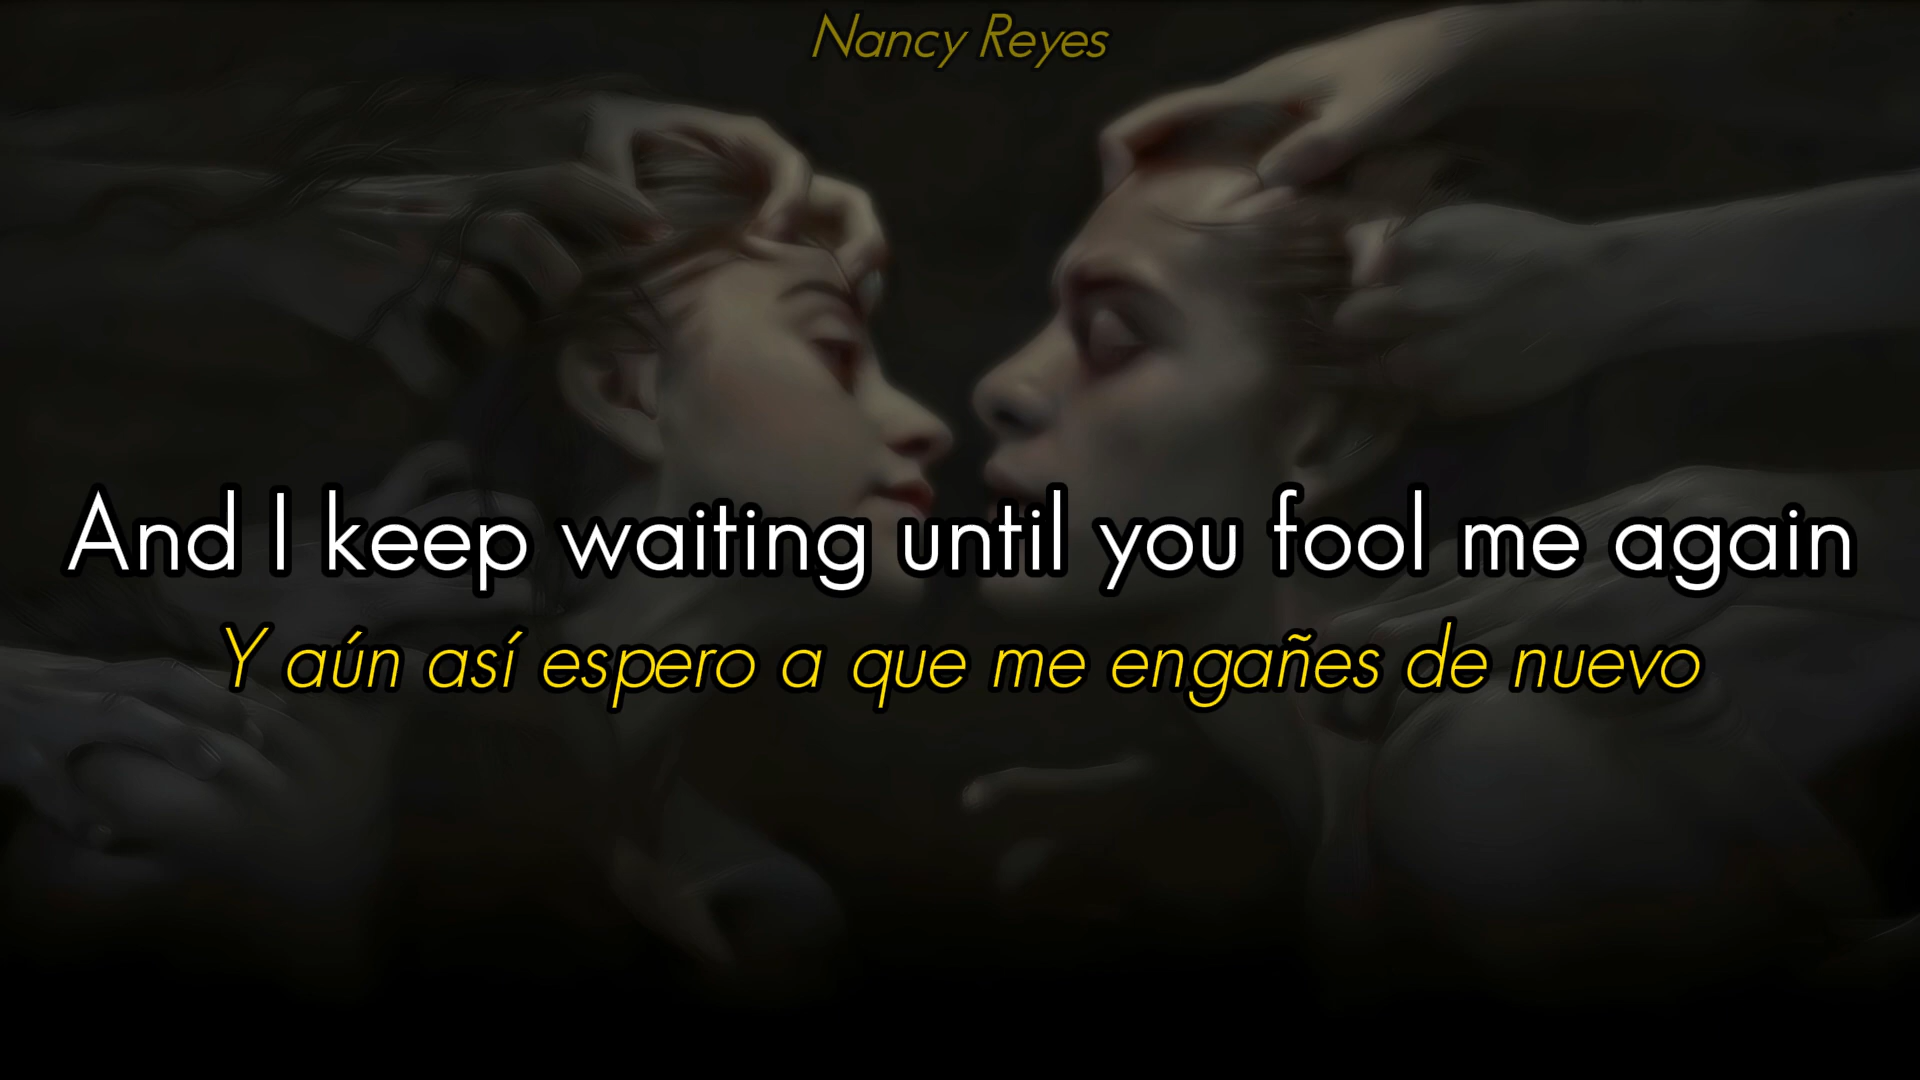 Nancy Reyes
And I keep waiting until you fool me again
Y aún así espero a que me engañes de nuevo